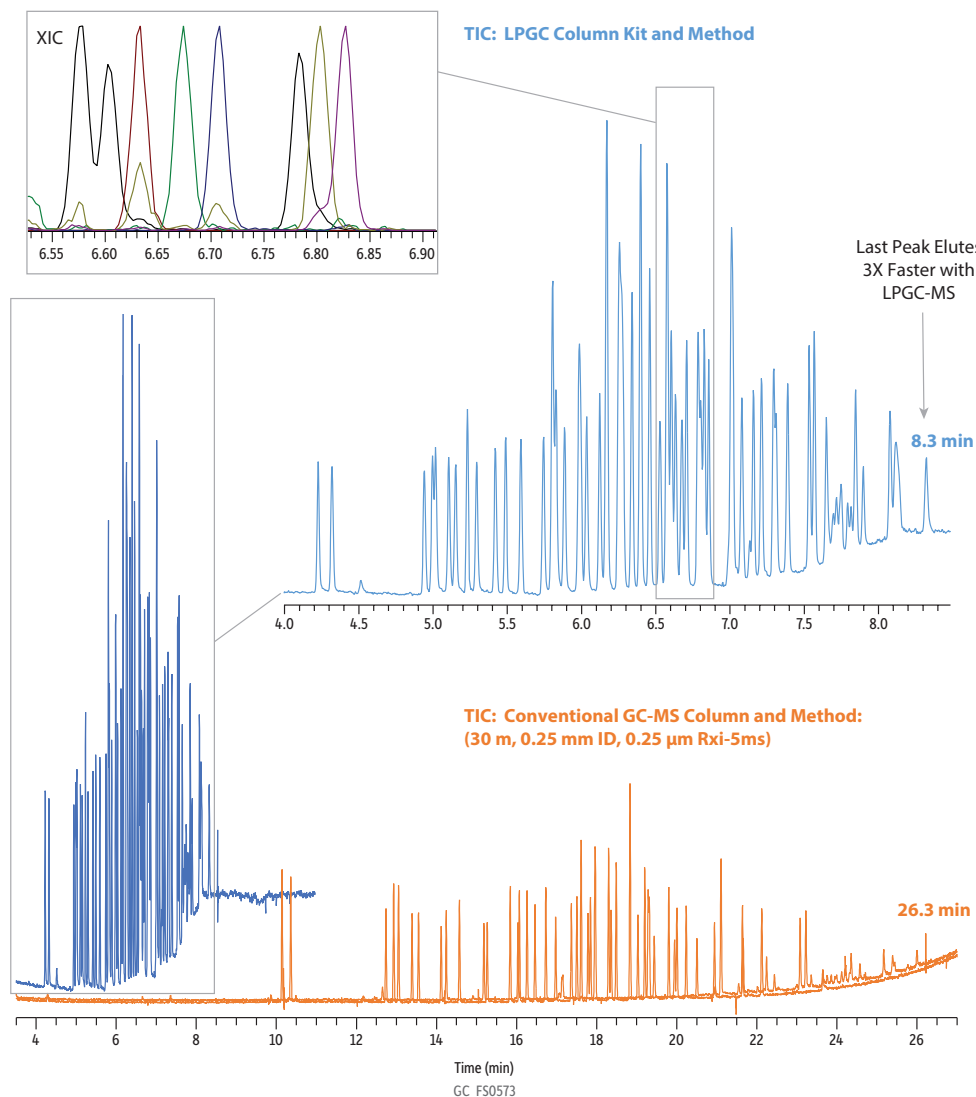 XIC
6.55 6.60 6.65 6.70 6.75 6.80 6.85 6.90
TIC: LPGC Column Kit and Method
Last Peak Elute
3X Faster with
LPGC-MS
8.3 min
4.0 4.5 5.0 5.5 6.0 6.5 7.0 7.5 8.0
TIC: Conventional GC-MS Column and Method:
(30 m, 0.25 mm ID, 0.25 µm Rxi-5ms)
26.3 min
4 6 8 10 12 14 16 18 20 22 24 26
Time (min)
GC_FS0573